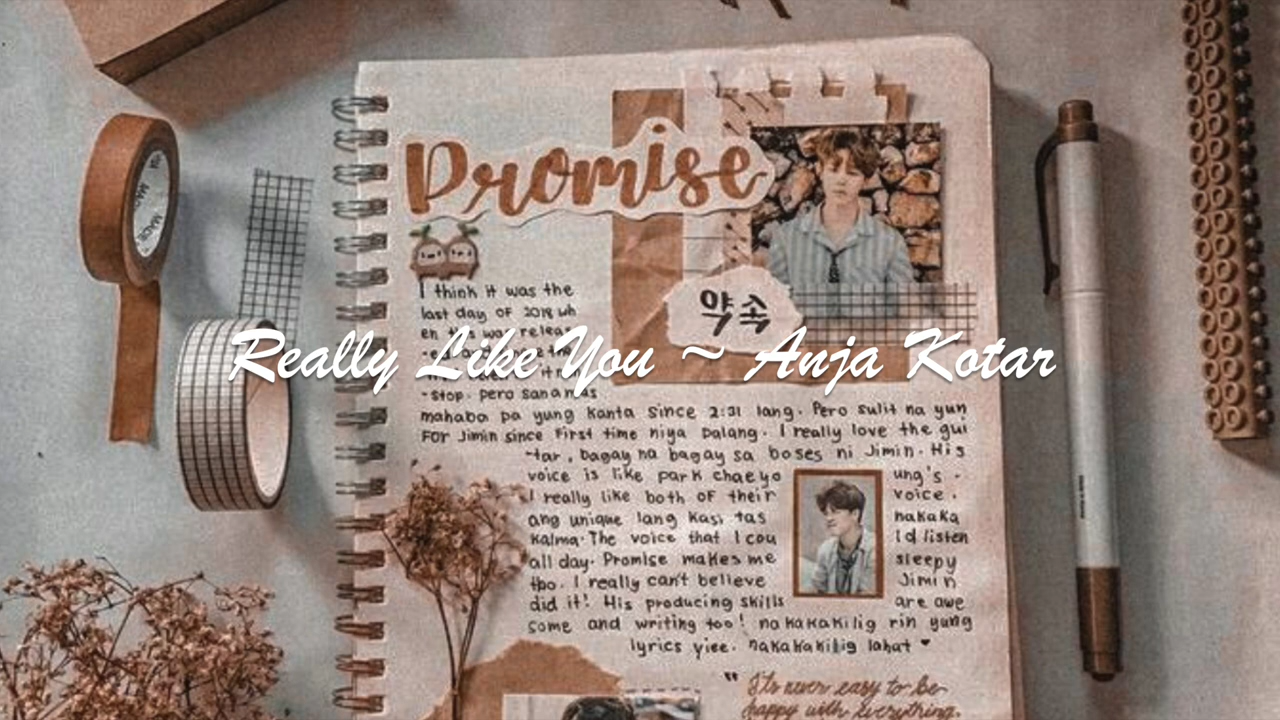 Promise
약속
I think it was the
last day of 2018 wh
en
Really Like You ~ Anja Kotar
-stop. pero sana mas
mahaba pa yung kanta since 2:31 lang. Pero sulit na yun
For Jimin since First time niya palang. I really love the gui
-tar, bagay na bagay sa boses ni Jimin. His
voice is like park chaeyo ung's -
I really like both of their voice.
ang unique lang kasi tas nakaka
kalma. The voice that I cou ld listen
all day. Promise makes me sleepy
too. I really can't believe Jimin
did it! His producing skills are awe
some and writing too! nakakakilig rin yung
lyrics yiee. nakakakilig lahat ♥
"It's never easy to be
happy with everything.